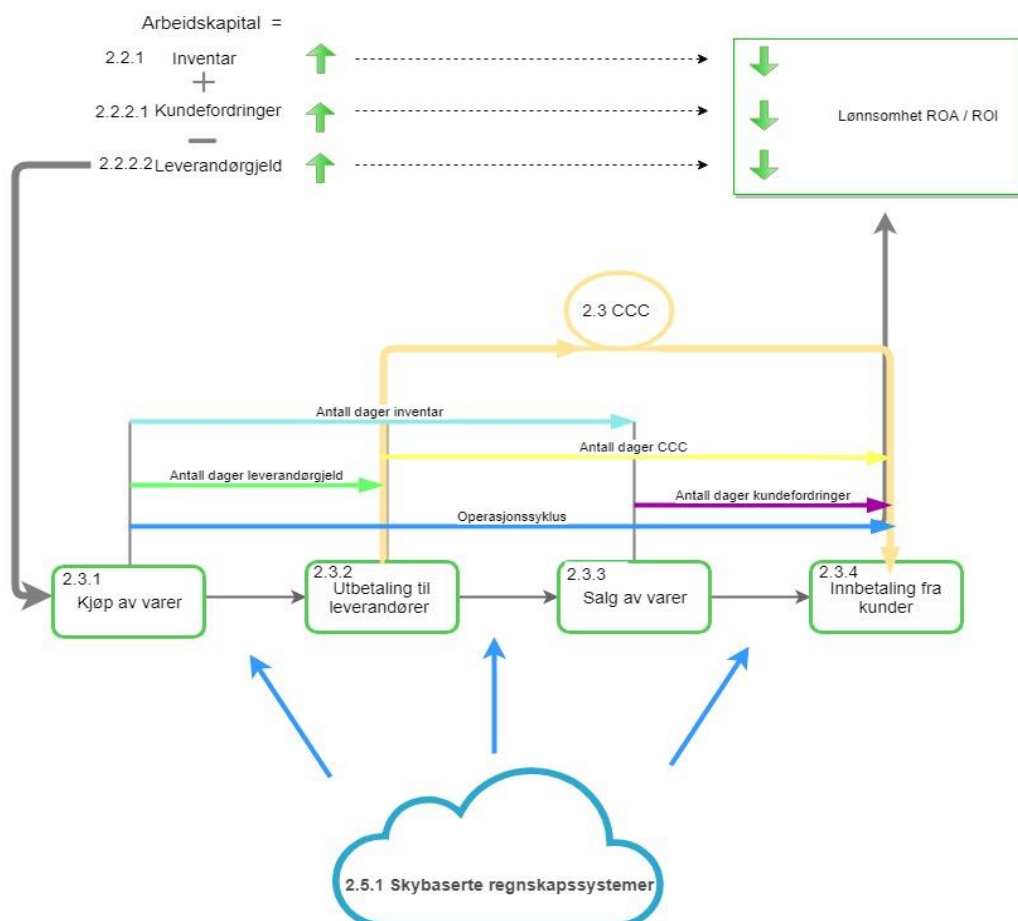 Arbeidskapital =
2.2.1 Inventar
+
2.2.2.1 Kundefordringer
−
2.2.2.2 Leverandørgjeld
Lønnsomhet ROA / ROI
2.3 CCC
Antall dager inventar
Antall dager CCC
Antall dager leverandørgjeld
Antall dager kundefordringer
Operasjonssyklus
2.3.1
Kjøp av varer
2.3.2
Utbetaling til
leverandører
2.3.3
Salg av varer
2.3.4
Innbetaling fra
kunder
2.5.1 Skybaserte regnskapssystemer